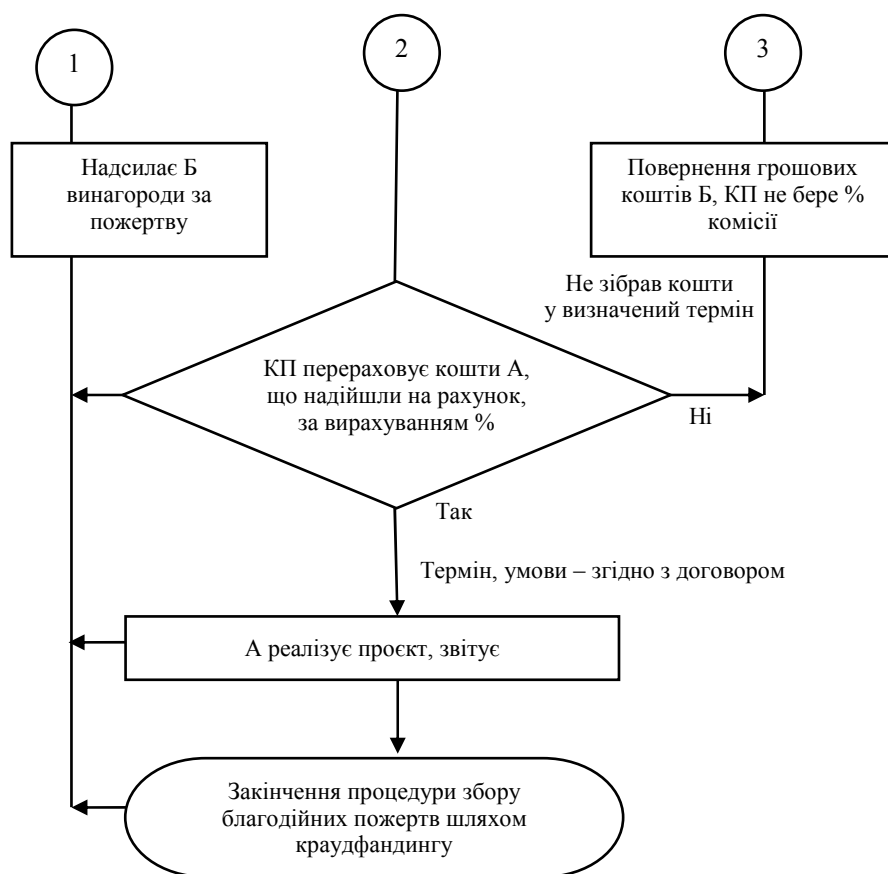 1
2
3
Надсилає Б
винагороди за
пожертву
Повернення грошових
коштів Б, КП не бере %
комісії
Не зібрав кошти
у визначений термін
КП перераховує кошти А,
що надійшли на рахунок,
за вирахуванням %
Ні
Так
Термін, умови – згідно з договором
А реалізує проєкт, звітує
Закінчення процедури збору
благодійних пожертв шляхом
краудфандингу